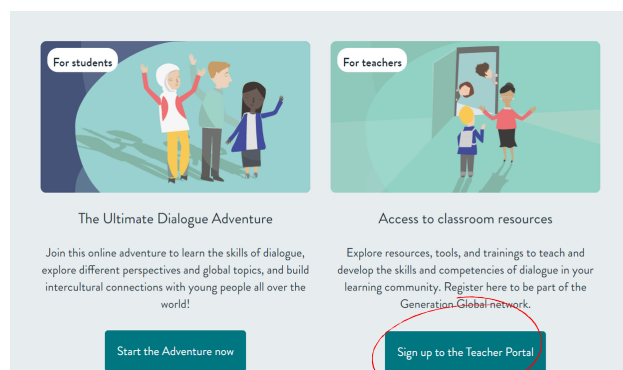 For students
The Ultimate Dialogue Adventure
Join this online adventure to learn the skills of dialogue,
explore different perspectives and global topics, and build
intercultural connections with young people all over the
world!
Start the Adventure now
For teachers
Access to classroom resources
Explore resources, tools, and trainings to teach and
develop the skills and competencies of dialogue in your
learning community. Register here to be part of the
Generation Global network.
Sign up to the Teacher Portal